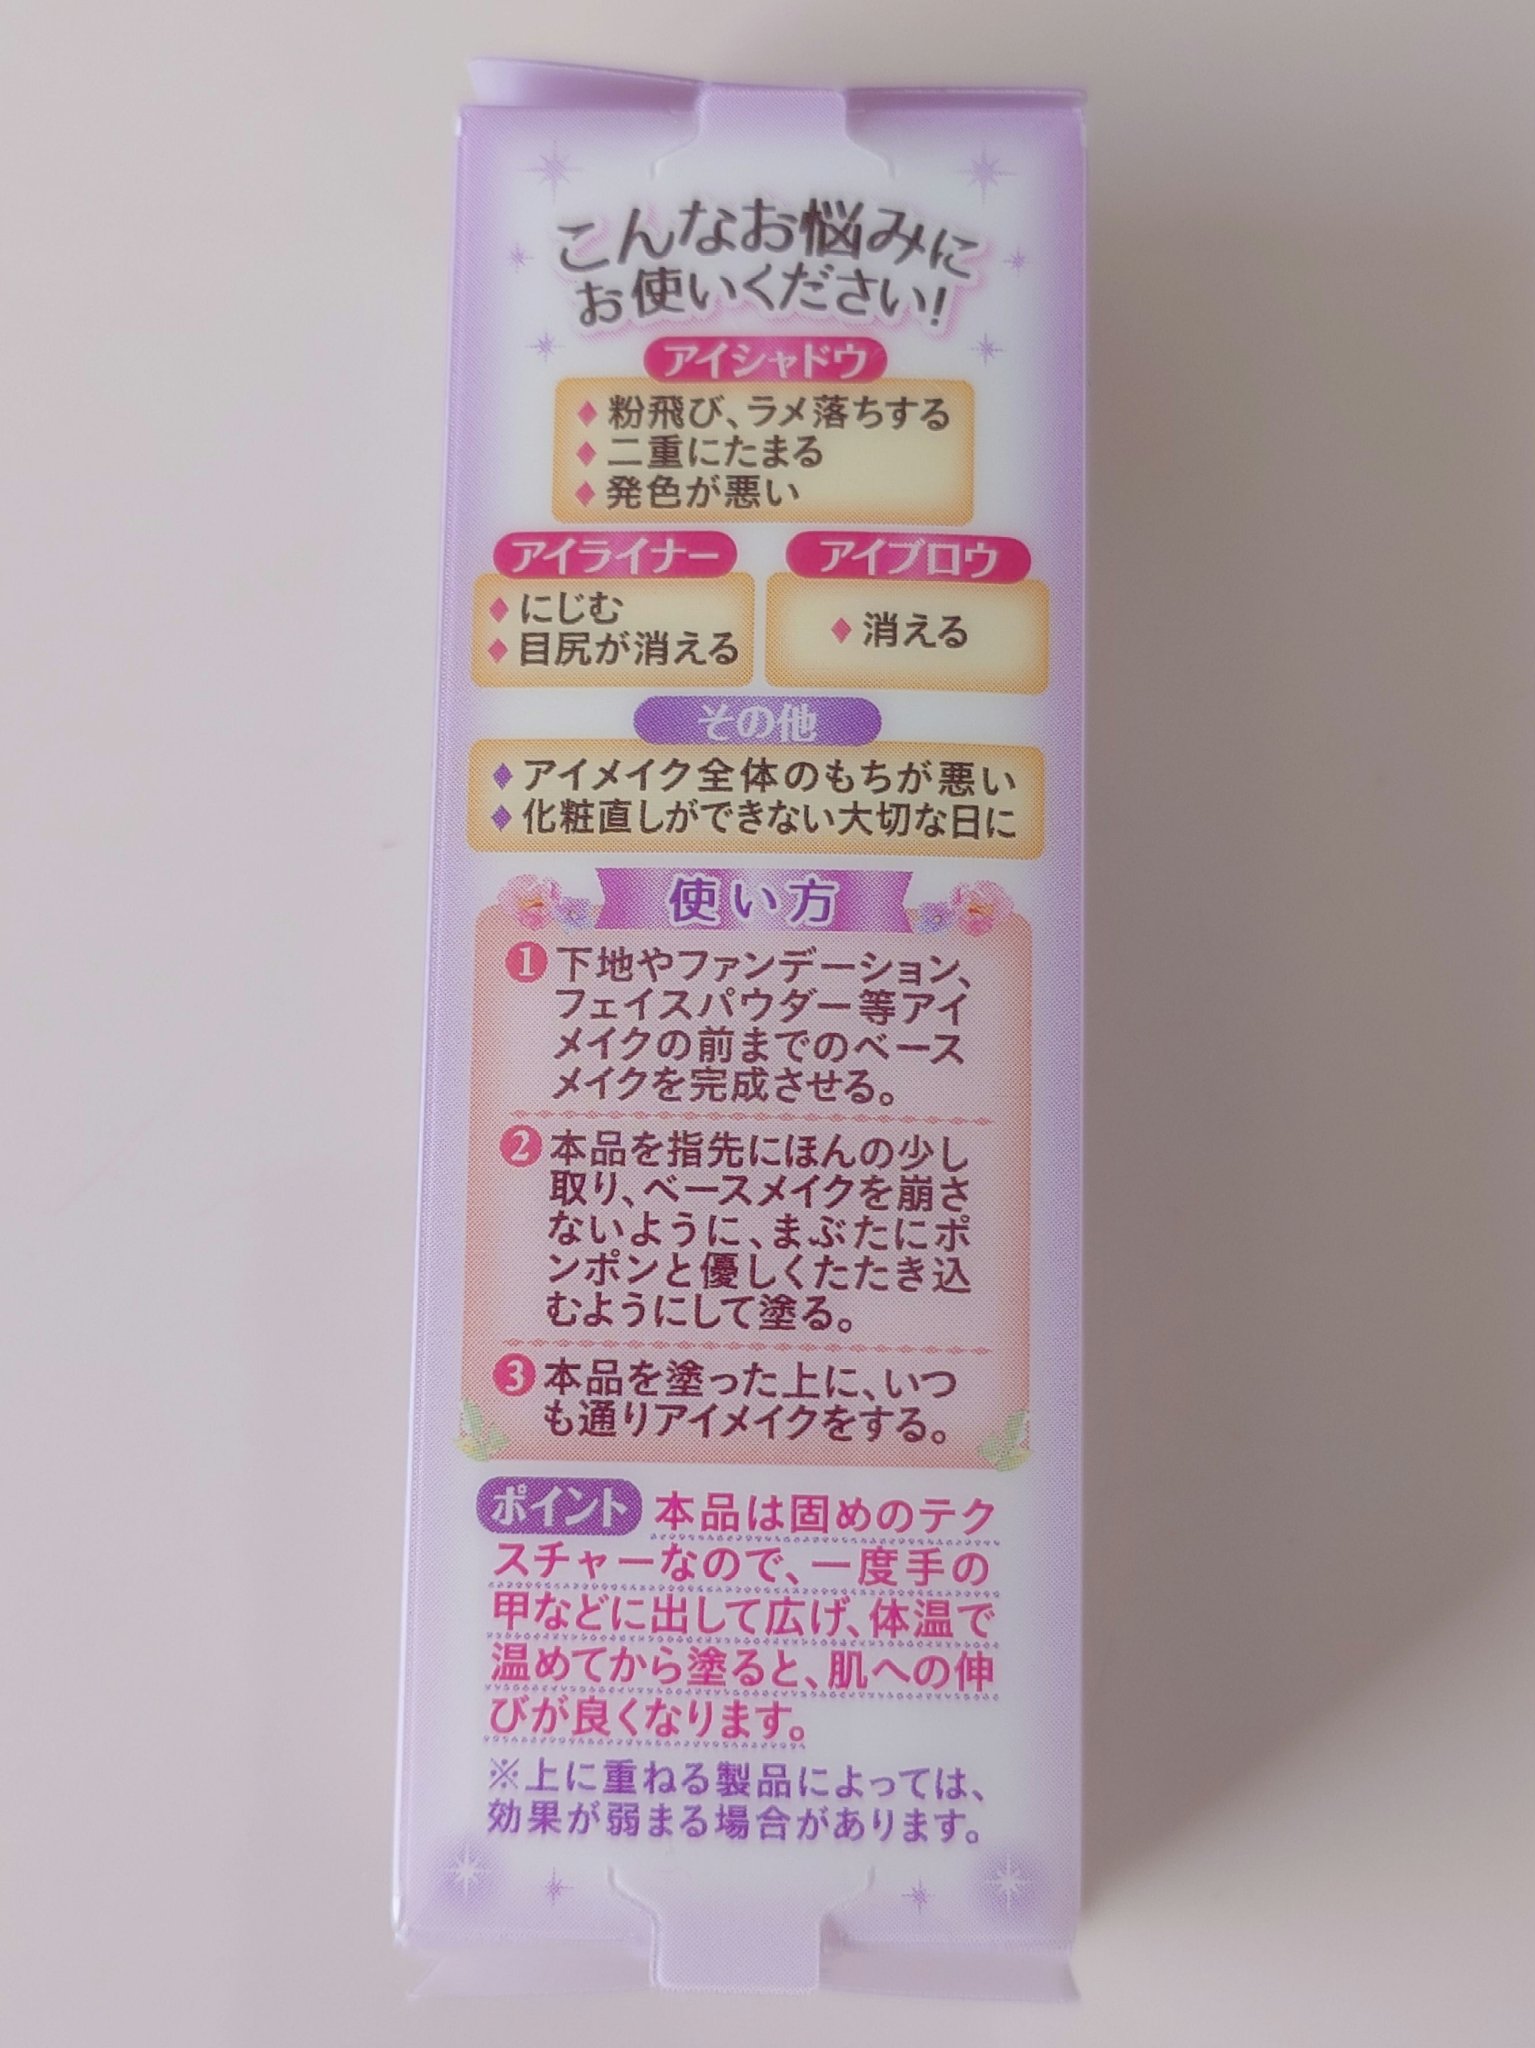 こんなお悩みに
お使いください!
アイシャドウ
♦粉飛び、ラメ落ちする
♦二重にたまる
♦発色が悪い
アイライナー
♦にじむ
♦目尻が消える
アイブロウ
♦消える
その他
♦アイメイク全体のもちが悪い
♦化粧直しができない大切な日に
使い方
❶下地やファンデーション、
フェイスパウダー等アイ
メイクの前までのベース
メイクを完成させる。
❷本品を指先にほんの少し
取り、ベースメイクを崩さ
ないように、まぶたにポ
ンポンと優しくたたき込
むようにして塗る。
❸本品を塗った上に、いつ
も通りアイメイクをする。
ポイント 本品は固めのテク
スチャーなので、一度手の
甲などに出して広げ、体温で
温めてから塗ると、肌への伸
びが良くなります。
※上に重ねる製品によっては、
効果が弱まる場合があります。